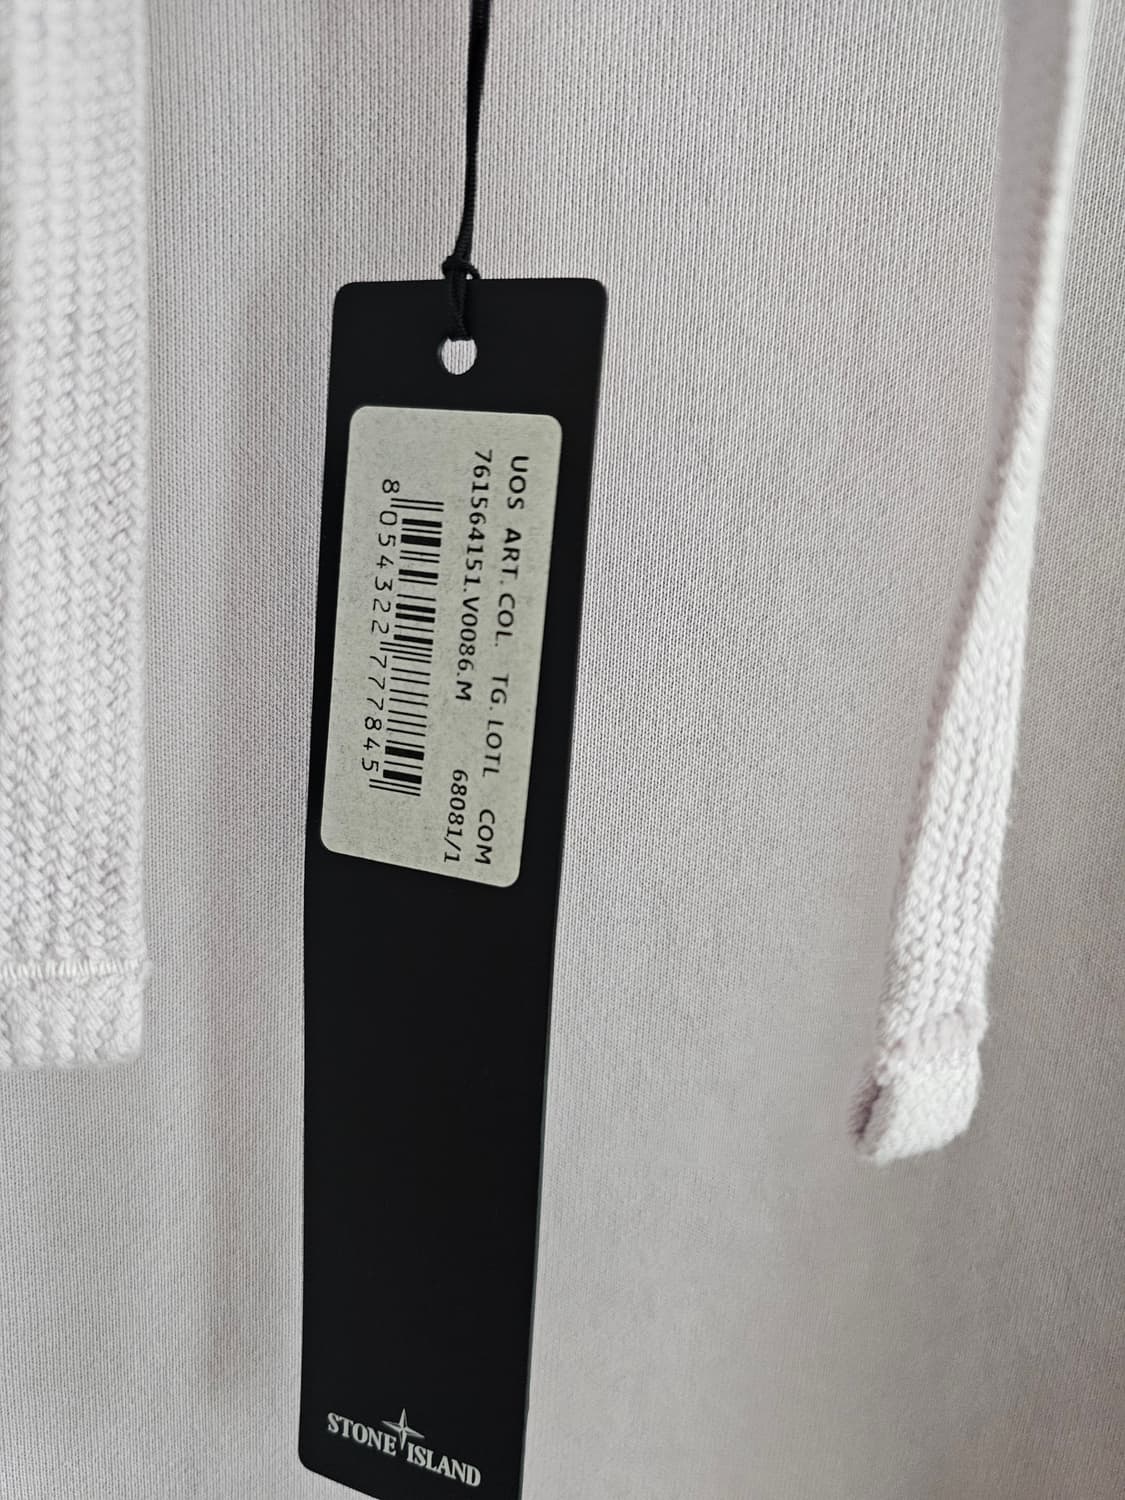 UOS ART.COL. TG.LOTL COM
761564151.V0086.M 68081/1
8 054322 777845
STONE ISLAND